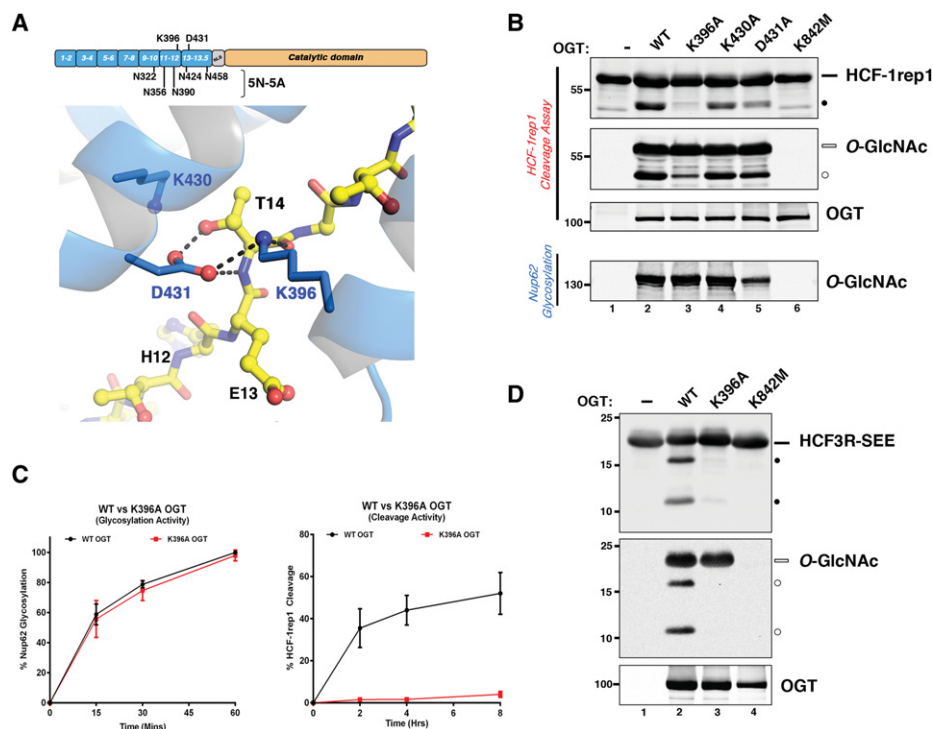 A
K396 D431
1-2 3-4 5-6 7-8 9-10 11-12 13-13.5 Catalytic domain
N322 N424 N458
N356 N390
5N-5A
K430
T14
D431
K396
H12
E13
B
OGT: - WT K396A K430A D431A K842M
HCF-1rep1
Cleavage Assay
55
HCF-1rep1
•
55
O-GlcNAc
○
100
OGT
Nup62
Glycosylation
130
O-GlcNAc
1 2 3 4 5 6
C
WT vs K396A OGT
(Glycosylation Activity)
WT OGT K396A OGT
% Nup62 Glycosylation
100
80
60
40
20
0
0 15 30 60
Time (Mins)
WT vs K396A OGT
(Cleavage Activity)
WT OGT K396A OGT
% HCF-1rep1 Cleavage
80
60
40
20
0
0 2 4 6 8
Time (Hrs)
D
OGT: - WT K396A K842M
25
HCF3R-SEE
15
•
10
•
25
O-GlcNAc
15
○
10
○
100
OGT
1 2 3 4